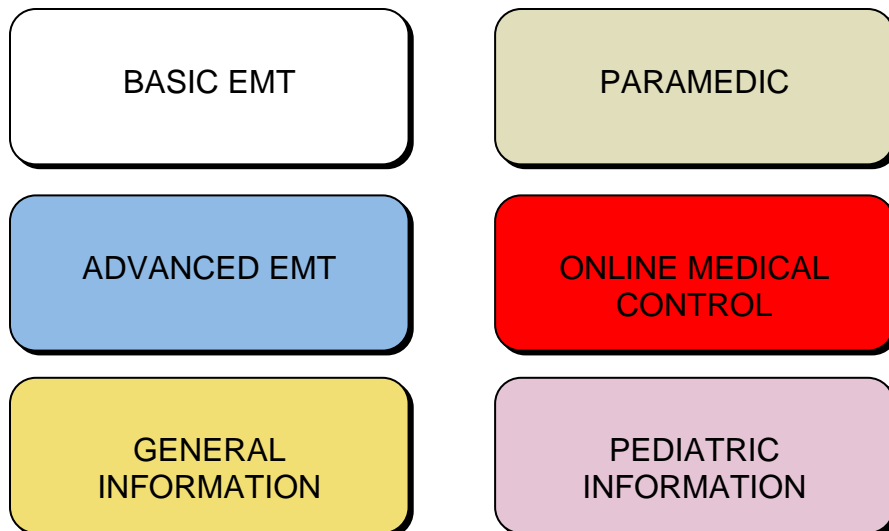 BASIC EMT
PARAMEDIC
ADVANCED EMT
ONLINE MEDICAL
CONTROL
GENERAL
INFORMATION
PEDIATRIC
INFORMATION